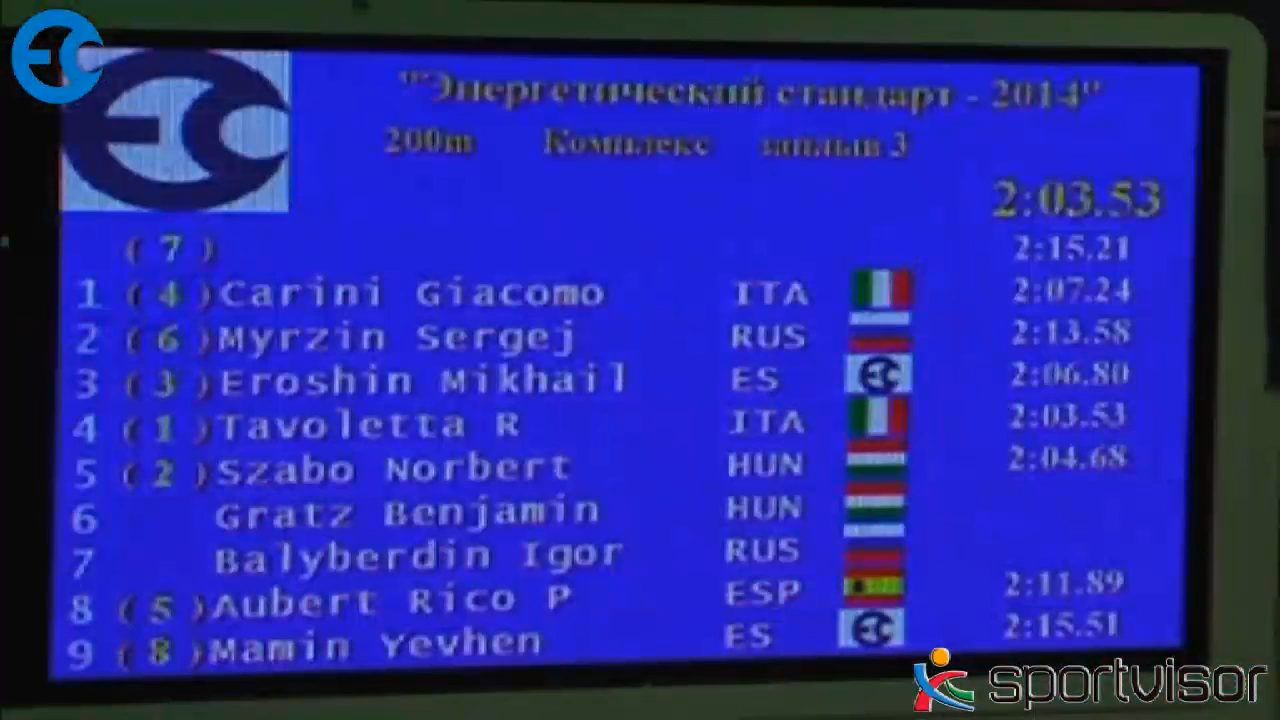 EC
EC
"Энергетический стандарт - 2014"
200m Комплекс заплыв 3
2:03.53
( 7 ) 2:15.21
1 ( 4 ) Carini Giacomo ITA 2:07.24
2 ( 6 ) Myrzin Sergej RUS 2:13.58
3 ( 3 ) Eroshin Mikhail ES EC 2:06.80
4 ( 1 ) Tavoletta R ITA 2:03.53
5 ( 2 ) Szabo Norbert HUN 2:04.68
6 Gratz Benjamin HUN
7 Balyberdin Igor RUS
8 ( 5 ) Aubert Rico P ESP 2:11.89
9 ( 8 ) Mamin Yevhen ES EC 2:15.51
sportvisor